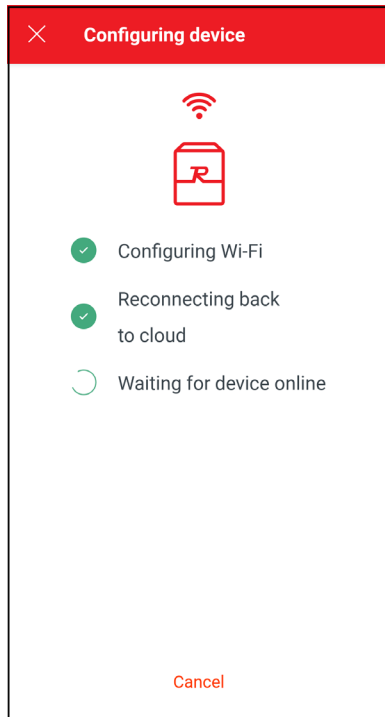 Configuring device
R
Configuring Wi-Fi
Reconnecting back
to cloud
Waiting for device online
Cancel